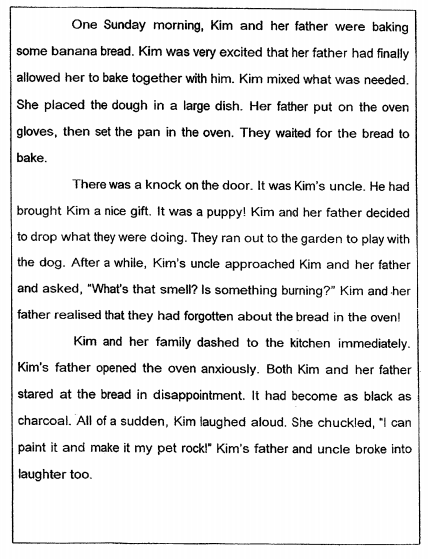 One Sunday morning, Kim and her father were baking
some banana bread. Kim was very excited that her father had finally
allowed her to bake together with him. Kim mixed what was needed.
She placed the dough in a large dish. Her father put on the oven
gloves, then set the pan in the oven. They waited for the bread to
bake.
There was a knock on the door. It was Kim's uncle. He had
brought Kim a nice gift. It was a puppy! Kim and her father decided
to drop what they were doing. They ran out to the garden to play with
the dog. After a while, Kim's uncle approached Kim and her father
and asked, "What's that smell? Is something burning?" Kim and her
father realised that they had forgotten about the bread in the oven!
Kim and her family dashed to the kitchen immediately.
Kim's father opened the oven anxiously. Both Kim and her father
stared at the bread in disappointment. It had become as black as
charcoal. All of a sudden, Kim laughed aloud. She chuckled, "I can
paint it and make it my pet rock!" Kim's father and uncle broke into
laughter too.